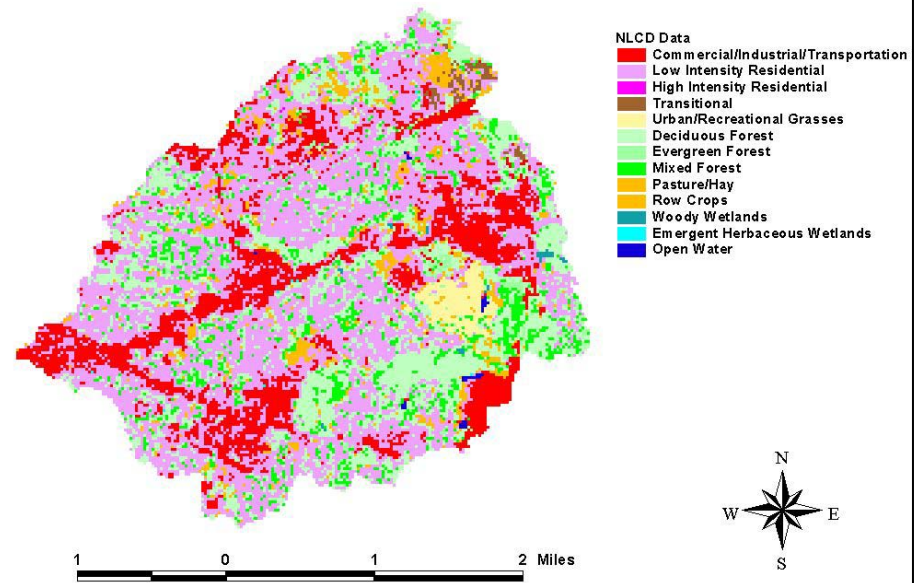 NLCD Data
Commercial/Industrial/Transportation
Low Intensity Residential
High Intensity Residential
Transitional
Urban/Recreational Grasses
Deciduous Forest
Evergreen Forest
Mixed Forest
Pasture/Hay
Row Crops
Woody Wetlands
Emergent Herbaceous Wetlands
Open Water
N
W E
S
1 0 1 2 Miles